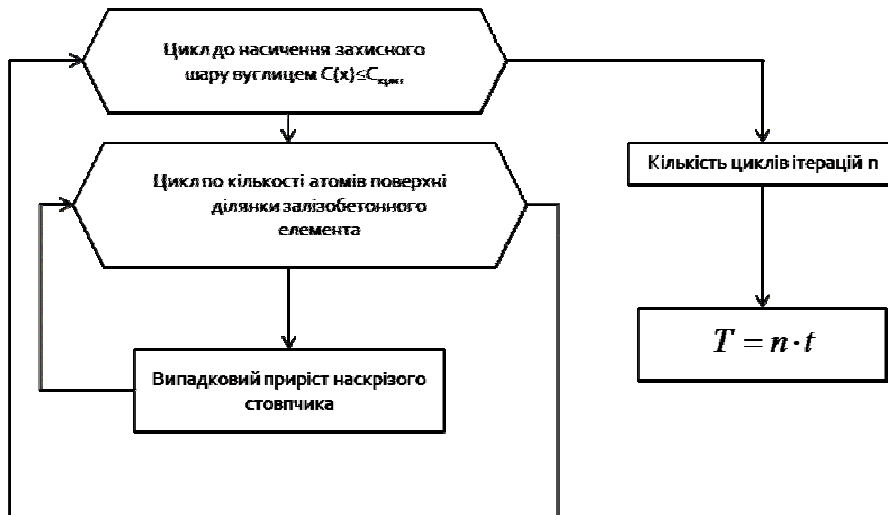 Цикл до насичення захисного
шару вуглицем C(x)≤C
Кількість циклів ітерацій n
Цикл по кількості атомів поверхні
ділянки залізобетонного
елемента
T = n · t
Випадковий приріст наскрізого
стовпчика